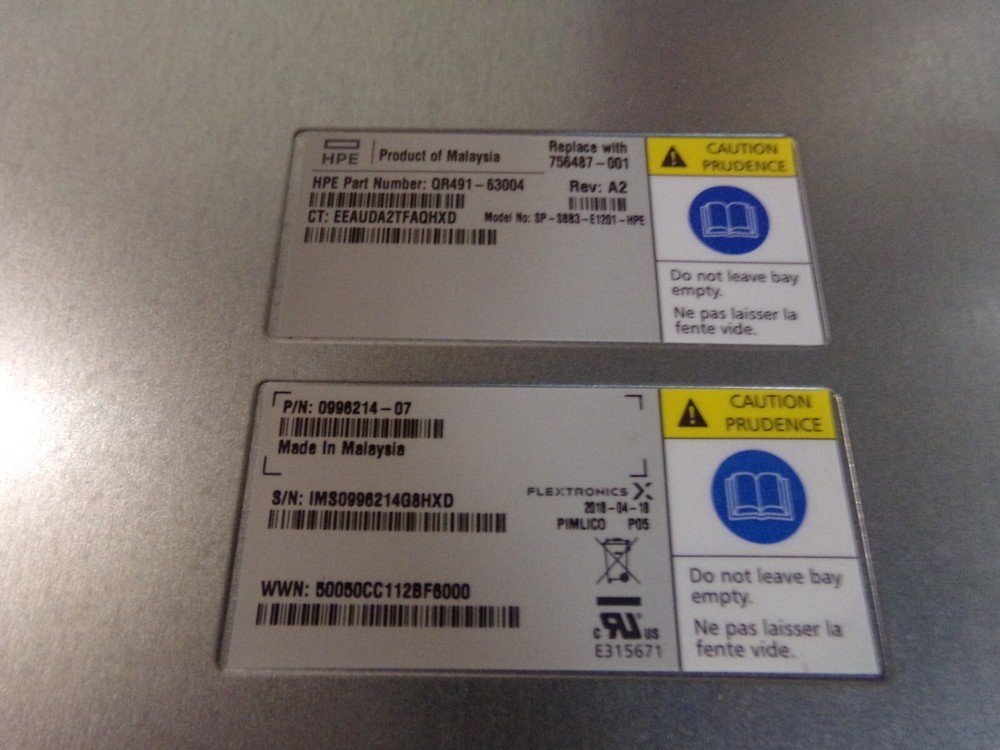 HPE
Product of Malaysia
Replace with
756487-001
HPE Part Number: QR491-63004
Rev: A2
CT: EEAUDA2TFAQHXD
Model No: SP-S883-E1201-HPE
CAUTION
PRUDENCE
Do not leave bay
empty.
Ne pas laisser la
fente vide.
P/N: 0996214-07
Made in Malaysia
S/N: IMS0996214G8HXD
FLEXTRONICS
2018-04-18
PIMLICO P05
WWN: 50050CC112BF6000
C UR US
E315671
CAUTION
PRUDENCE
Do not leave bay
empty.
Ne pas laisser la
fente vide.